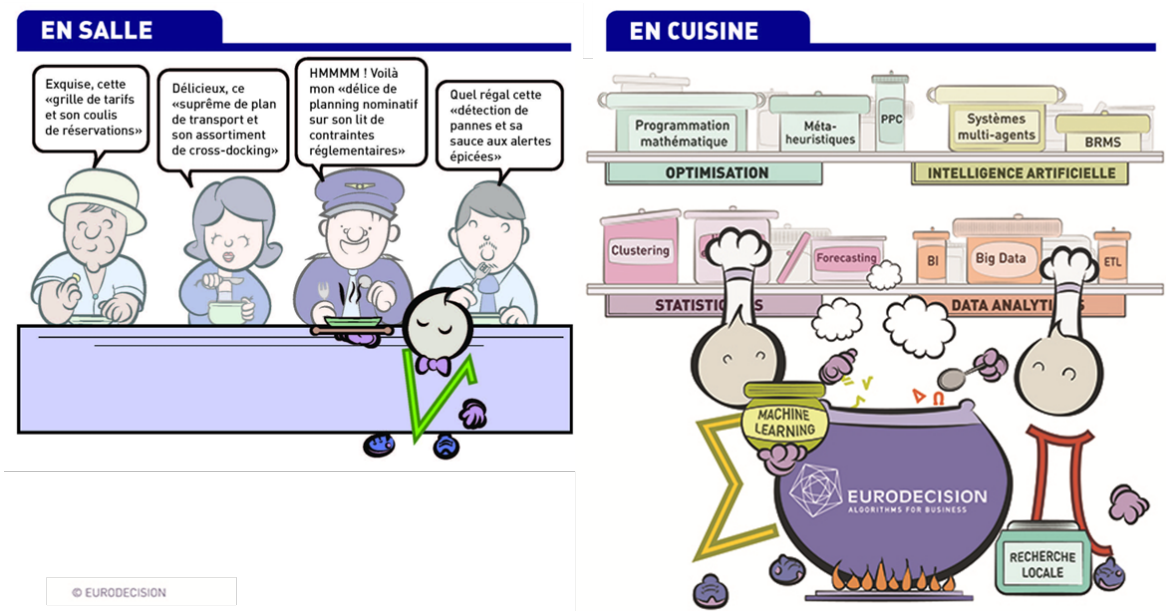 EN SALLE
Exquise, cette
«grille de tarifs
et son coulis
de réservations»
Délicieux, ce
«suprême de plan
de transport et
son assortiment
de cross-docking»
HMMMM ! Voilà
mon «délice de
planning nominatif
sur son lit de
contraintes
réglementaires»
Quel régal cette
«détection de
pannes et sa
sauce aux alertes
épicées»
© EURODECISION
EN CUISINE
Programmation
mathématique
Méta-
heuristiques
PPC
Systèmes
multi-agents
BRMS
OPTIMISATION
INTELLIGENCE ARTIFICIELLE
Clustering
Forecasting
BI
Big Data
ETL
STATISTI S
DATA ANALYTI S
MACHINE
LEARNING
EURODECISION
ALGORITHMS FOR BUSINESS
RECHERCHE
LOCALE